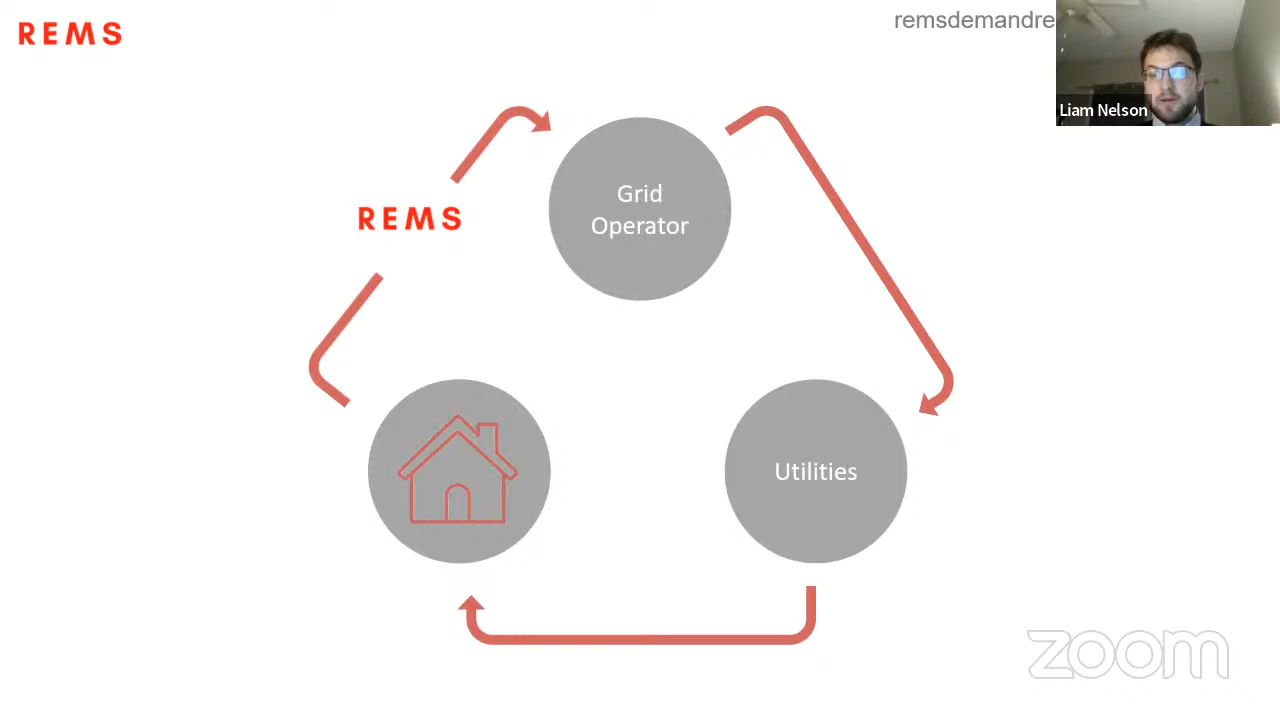 REMS
remsdemandre
Liam Nelson
Grid
Operator
REMS
Utilities
zoom